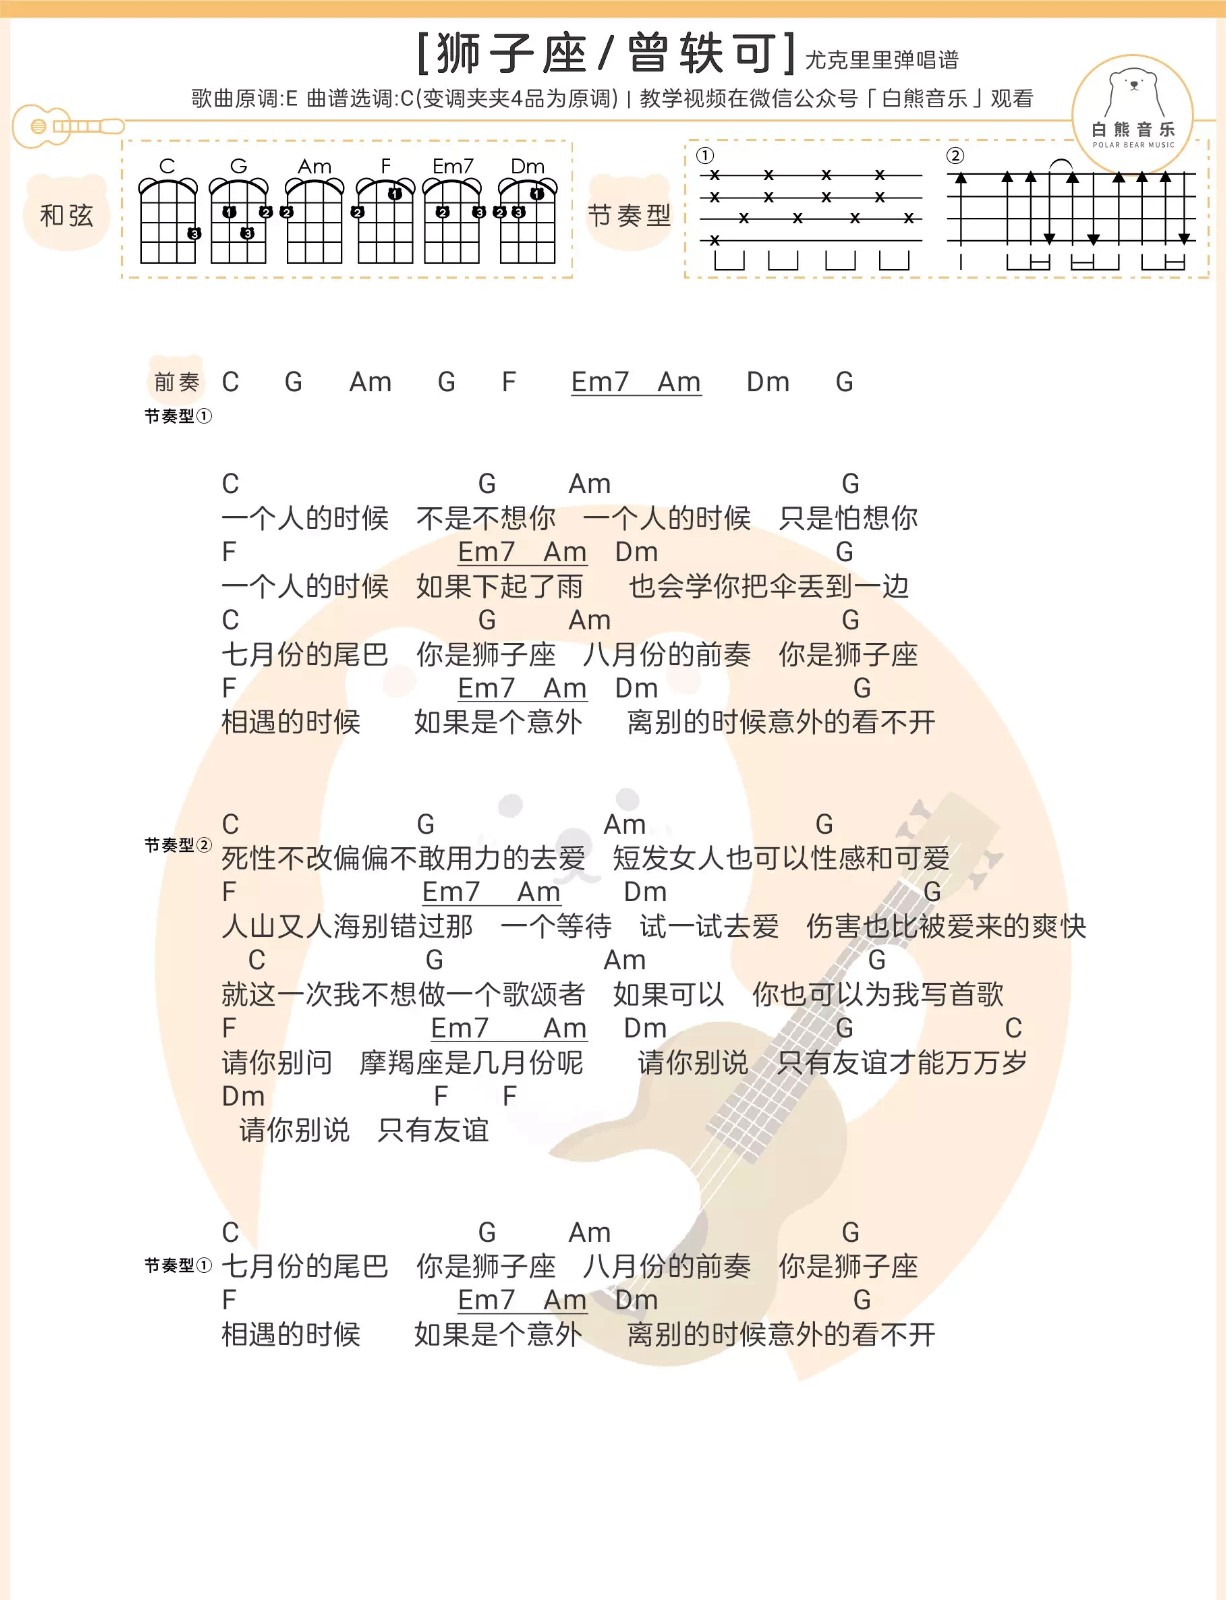 [狮子座/曾轶可]尤克里里弹唱谱
歌曲原调:E 曲谱选调:C(变调夹夹4品为原调) | 教学视频在微信公众号「白熊音乐」观看
白熊音乐
POLAR BEAR MUSIC
和弦
C G Am F Em7 Dm
1 2 3 2 2 1 2 3 2 3 1
节奏型
① ②
前奏 C G Am G F Em7 Am Dm G
节奏型①
C G Am G
一个人的时候 不是不想你 一个人的时候 只是怕想你
F Em7 Am Dm G
一个人的时候 如果下起了雨 也会学你把伞丢到一边
C G Am G
七月份的尾巴 你是狮子座 八月份的前奏 你是狮子座
F Em7 Am Dm G
相遇的时候 如果是个意外 离别的时候意外的看不开
C G Am G
节奏型② 死性不改偏偏不敢用力的去爱 短发女人也可以性感和可爱
F Em7 Am Dm G
人山又人海别错过那 一个等待 试一试去爱 伤害也比被爱来的爽快
C G Am G
就这一次我不想做一个歌颂者 如果可以 你也可以为我写首歌
F Em7 Am Dm G C
请你别问 摩羯座是几月份呢 请你别说 只有友谊才能万万岁
Dm F F
请你别说 只有友谊
C G Am G
节奏型① 七月份的尾巴 你是狮子座 八月份的前奏 你是狮子座
F Em7 Am Dm G
相遇的时候 如果是个意外 离别的时候意外的看不开